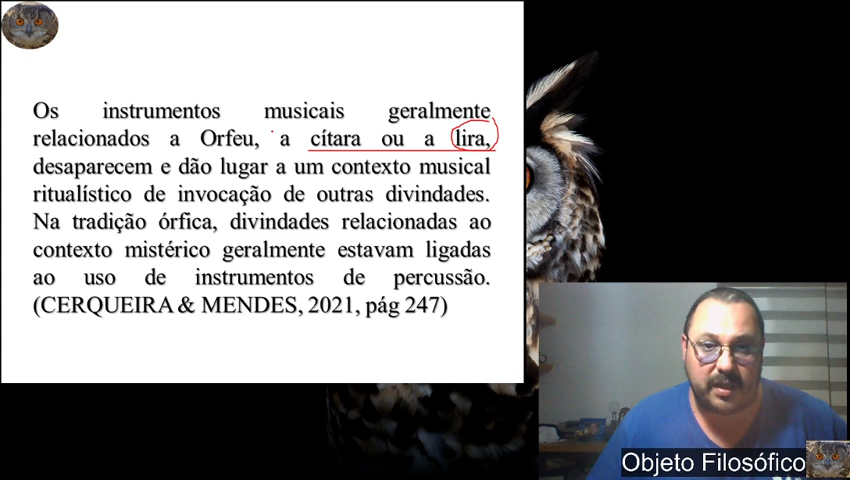 Os instrumentos musicais geralmente
relacionados a Orfeu, a cítara ou a lira,
desaparecem e dão lugar a um contexto musical
ritualístico de invocação de outras divindades.
Na tradição órfica, divindades relacionadas ao
contexto mistérico geralmente estavam ligadas
ao uso de instrumentos de percussão.
(CERQUEIRA & MENDES, 2021, pág 247)
Objeto Filosófico